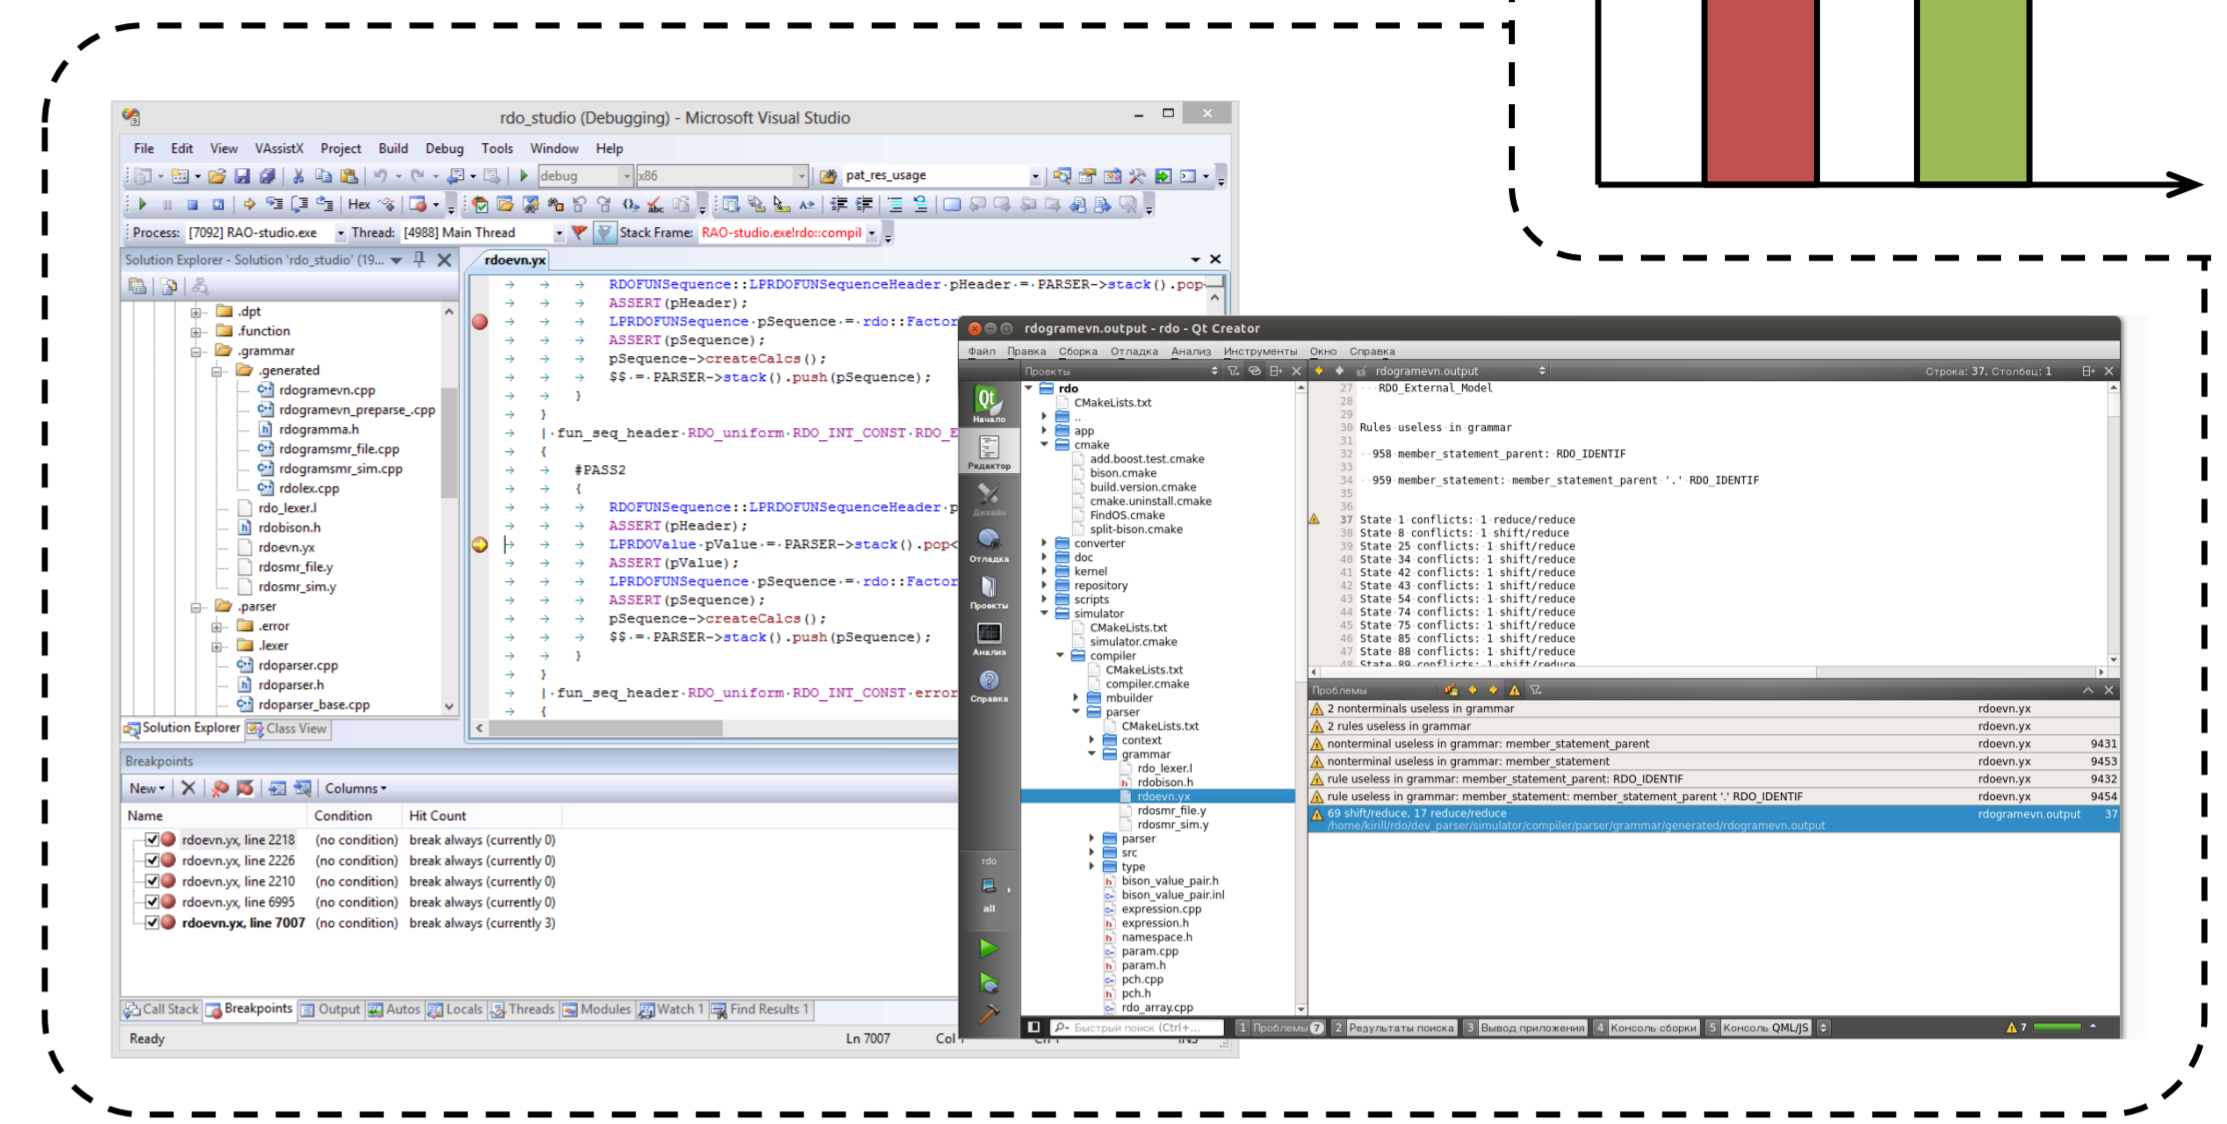 rdo_studio (Debugging) - Microsoft Visual Studio
File Edit View VAssistX Project Build Debug Tools Window Help
debug x86 pat_res_usage
Hex
Process: [7092] RAO-studio.exe Thread: [4988] Main Thread Stack Frame: RAO-studio.exe!rdo::compil
Solution Explorer - Solution 'rdo_studio' (19...
.dpt
.function
.grammar
.generated
rdogramevn.cpp
rdogramevn_preparse_.cpp
rdogramma.h
rdogramsmr_file.cpp
rdogramsmr_sim.cpp
rdolex.cpp
rdo_lexer.l
rdobison.h
rdoevn.yx
rdosmr_file.y
rdosmr_sim.y
.parser
.error
.lexer
rdoparser.cpp
rdoparser.h
rdoparser_base.cpp
Solution Explorer Class View
rdoevn.yx
RDOFUNSequence::LPRDOFUNSequenceHeader·pHeader·=·PARSER->stack().pop
ASSERT(pHeader);
LPRDOFUNSequence·pSequence·=·rdo::Factor
ASSERT(pSequence);
pSequence->createCalcs();
$$·=·PARSER->stack().push(pSequence);
}
}
|·fun_seq_header·RDO_uniform·RDO_INT_CONST·RDO_E
{
#PASS2
{
RDOFUNSequence::LPRDOFUNSequenceHeader·p
ASSERT(pHeader);
LPRDOValue·pValue·=·PARSER->stack().pop<
ASSERT(pValue);
LPRDOFUNSequence·pSequence·=·rdo::Factor
ASSERT(pSequence);
pSequence->createCalcs();
$$·=·PARSER->stack().push(pSequence);
}
}
|·fun_seq_header·RDO_uniform·RDO_INT_CONST·error
{
Breakpoints
New Columns
Name Condition Hit Count
rdoevn.yx, line 2218 (no condition) break always (currently 0)
rdoevn.yx, line 2226 (no condition) break always (currently 0)
rdoevn.yx, line 2210 (no condition) break always (currently 0)
rdoevn.yx, line 6995 (no condition) break always (currently 0)
rdoevn.yx, line 7007 (no condition) break always (currently 3)
Call Stack Breakpoints Output Autos Locals Threads Modules Watch 1 Find Results 1
Ready Ln 7007
rdogramevn.output - rdo - Qt Creator
Файл Правка Сборка Отладка Анализ Инструменты Окно Справка
Проекты
rdogramevn.output Строка: 37, Столбец: 1
Qt
Начало
Редактор
Дизайн
Отладка
Проекты
Анализ
Справка
rdo
all
rdo
CMakeLists.txt
..
app
cmake
add.boost.test.cmake
bison.cmake
build.version.cmake
cmake.uninstall.cmake
FindOS.cmake
split-bison.cmake
converter
doc
kernel
repository
scripts
simulator
CMakeLists.txt
simulator.cmake
compiler
CMakeLists.txt
compiler.cmake
mbuilder
parser
CMakeLists.txt
context
grammar
rdo_lexer.l
rdobison.h
rdoevn.yx
rdosmr_file.y
rdosmr_sim.y
parser
src
type
bison_value_pair.h
bison_value_pair.inl
expression.cpp
expression.h
namespace.h
param.cpp
param.h
pch.cpp
pch.h
rdo_array.cpp
27 ···RDO_External_Model
28
29
30 Rules·useless·in·grammar
31
32 ··958·member_statement_parent:·RDO_IDENTIF
33
34 ··959·member_statement:·member_statement_parent·'.'·RDO_IDENTIF
35
36
37 State·1·conflicts:·1·reduce/reduce
38 State·8·conflicts:·1·shift/reduce
39 State·25·conflicts:·1·shift/reduce
40 State·34·conflicts:·1·shift/reduce
41 State·42·conflicts:·1·shift/reduce
42 State·43·conflicts:·1·shift/reduce
43 State·54·conflicts:·1·shift/reduce
44 State·74·conflicts:·1·shift/reduce
45 State·75·conflicts:·1·shift/reduce
46 State·85·conflicts:·1·shift/reduce
47 State·88·conflicts:·1·shift/reduce
48 State·89·conflicts:·1·shift/reduce
Проблемы
2 nonterminals useless in grammar rdoevn.yx
2 rules useless in grammar rdoevn.yx
nonterminal useless in grammar: member_statement_parent rdoevn.yx 9431
nonterminal useless in grammar: member_statement rdoevn.yx 9453
rule useless in grammar: member_statement_parent: RDO_IDENTIF rdoevn.yx 9432
rule useless in grammar: member_statement: member_statement_parent '.' RDO_IDENTIF rdoevn.yx 9454
69 shift/reduce, 17 reduce/reduce rdogramevn.output 37
/home/kirill/rdo/dev_parser/simulator/compiler/parser/grammar/generated/rdogramevn.output
Быстрый поиск (Ctrl+... 1 Проблемы 7 2 Результаты поиска 3 Вывод приложения 4 Консоль сборки 5 Консоль QML/JS 7